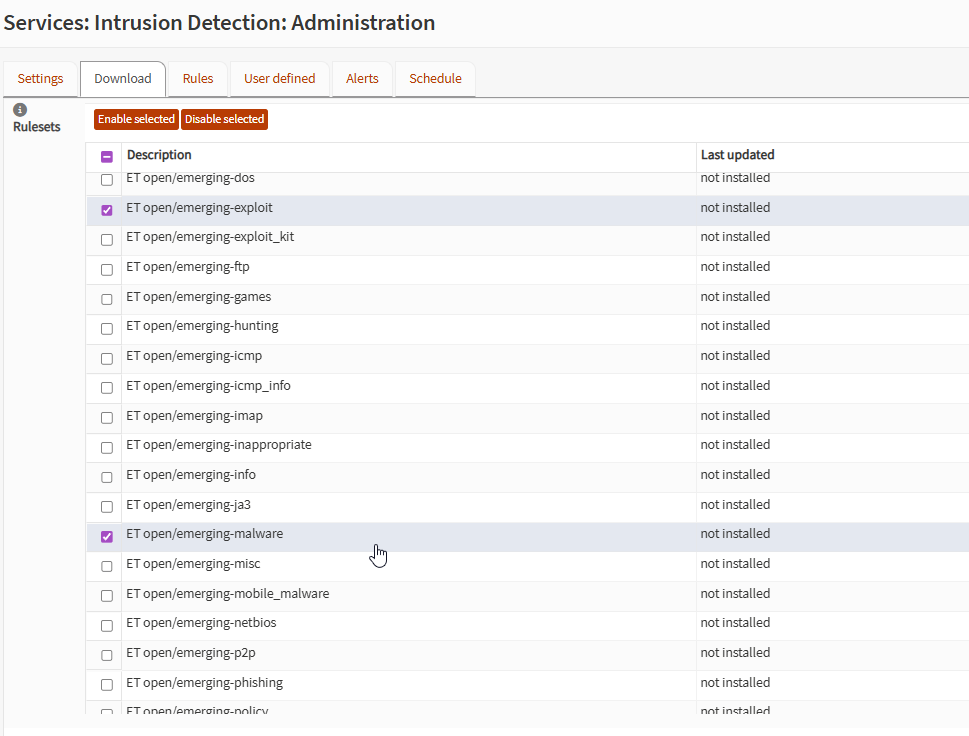 Services: Intrusion Detection: Administration
Settings Download Rules User defined Alerts Schedule
i
Rulesets
Enable selected Disable selected
Description Last updated
ET open/emerging-dos not installed
ET open/emerging-exploit not installed
ET open/emerging-exploit_kit not installed
ET open/emerging-ftp not installed
ET open/emerging-games not installed
ET open/emerging-hunting not installed
ET open/emerging-icmp not installed
ET open/emerging-icmp_info not installed
ET open/emerging-imap not installed
ET open/emerging-inappropriate not installed
ET open/emerging-info not installed
ET open/emerging-ja3 not installed
ET open/emerging-malware not installed
ET open/emerging-misc not installed
ET open/emerging-mobile_malware not installed
ET open/emerging-netbios not installed
ET open/emerging-p2p not installed
ET open/emerging-phishing not installed
ET open/emerging-policy not installed